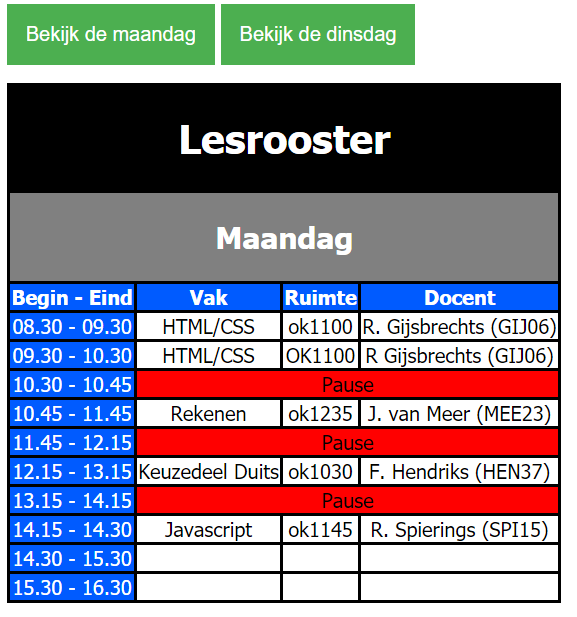 Bekijk de maandag Bekijk de dinsdag
Lesrooster
Maandag
Begin - Eind Vak Ruimte Docent
08.30 - 09.30 HTML/CSS ok1100 R. Gijsbrechts (GIJ06)
09.30 - 10.30 HTML/CSS OK1100 R Gijsbrechts (GIJ06)
10.30 - 10.45 Pause
10.45 - 11.45 Rekenen ok1235 J. van Meer (MEE23)
11.45 - 12.15 Pause
12.15 - 13.15 Keuzedeel Duits ok1030 F. Hendriks (HEN37)
13.15 - 14.15 Pause
14.15 - 14.30 Javascript ok1145 R. Spierings (SPI15)
14.30 - 15.30
15.30 - 16.30